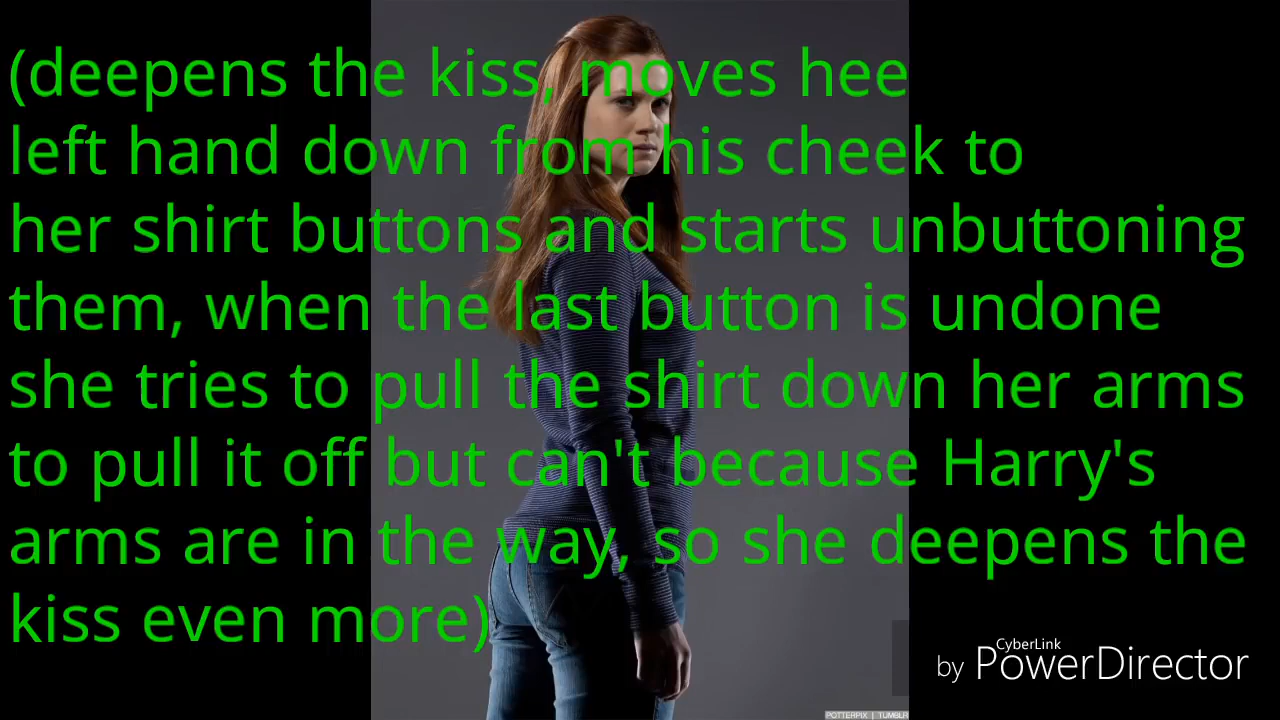 (deepens the kiss, moves hee
left hand down from his cheek to
her shirt buttons and starts unbuttoning
them, when the last button is undone
she tries to pull the shirt down her arms
to pull it off but can't because Harry's
arms are in the way, so she deepens the
kiss even more)
CyberLink
by PowerDirector
POTTERPIX | TUMBLR